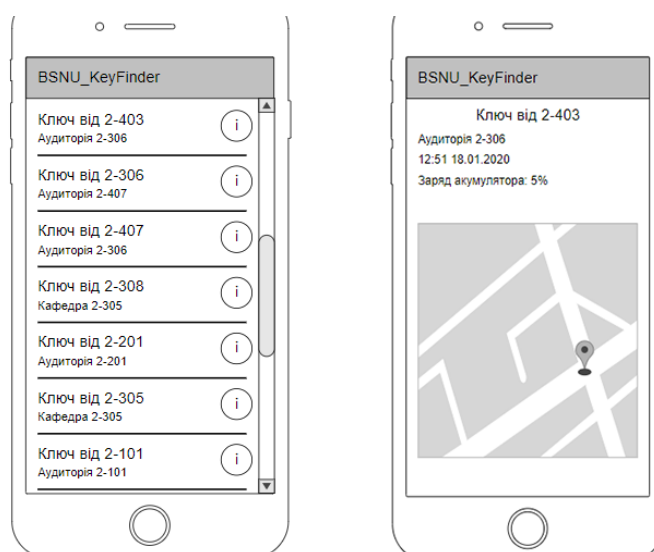 BSNU_KeyFinder
Ключ від 2-403
Аудиторія 2-306
i
Ключ від 2-306
Аудиторія 2-407
i
Ключ від 2-407
Аудиторія 2-306
i
Ключ від 2-308
Кафедра 2-305
i
Ключ від 2-201
Аудиторія 2-201
i
Ключ від 2-305
Кафедра 2-305
i
Ключ від 2-101
Аудиторія 2-101
i
BSNU_KeyFinder
Ключ від 2-403
Аудиторія 2-306
12:51 18.01.2020
Заряд акумулятора: 5%